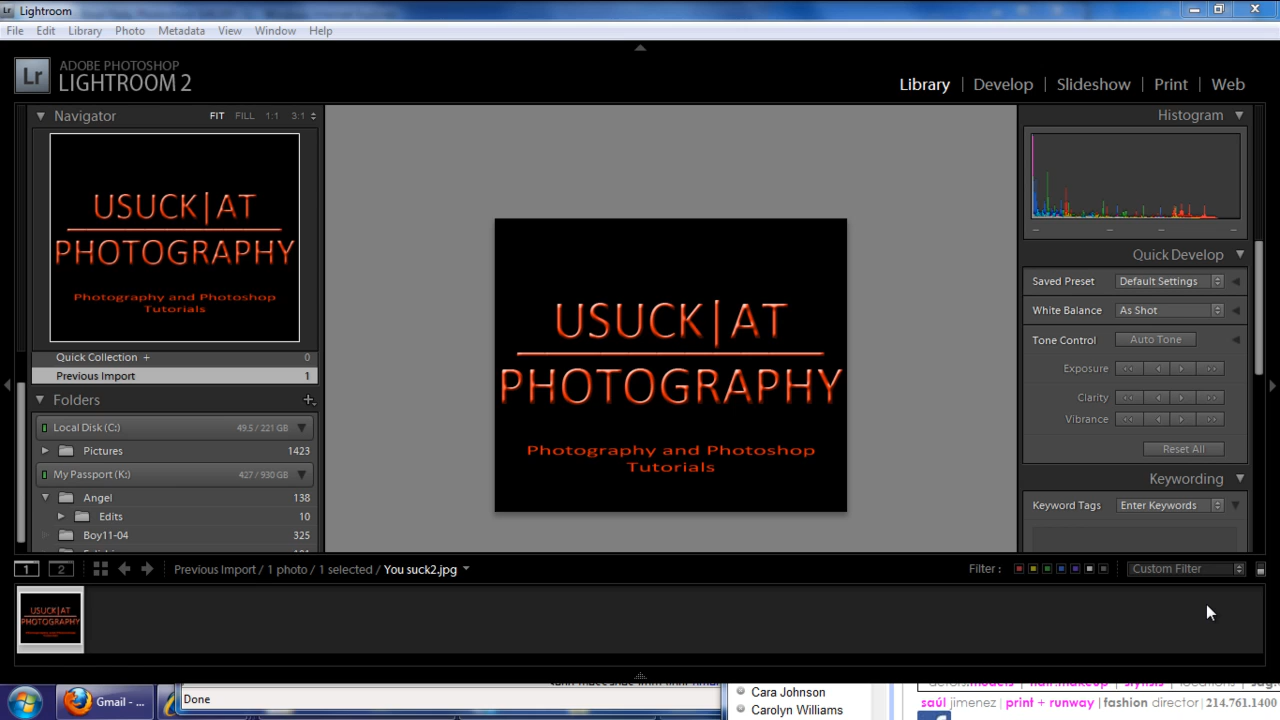 Lightroom
File Edit Library Photo Metadata View Window Help
Lr ADOBE PHOTOSHOP
LIGHTROOM 2
Library | Develop | Slideshow | Print | Web
Navigator FIT FILL 1:1 3:1
USUCK|AT
PHOTOGRAPHY
Photography and Photoshop
Tutorials
Quick Collection + 0
Previous Import 1
Folders +
Local Disk (C:) 49.5 / 221 GB
Pictures 1423
My Passport (K:) 427 / 930 GB
Angel 138
Edits 10
Boy11-04 325
USUCK|AT
PHOTOGRAPHY
Photography and Photoshop
Tutorials
Histogram
Quick Develop
Saved Preset Default Settings
White Balance As Shot
Tone Control Auto Tone
Exposure
Clarity
Vibrance
Reset All
Keywording
Keyword Tags Enter Keywords
1 2 Previous Import / 1 photo / 1 selected / You suck2.jpg Filter : Custom Filter
USUCK|AT
PHOTOGRAPHY
Gmail - ...
Done
Cara Johnson
Carolyn Williams
saúl jimenez | print + runway | fashion director | 214.761.1400